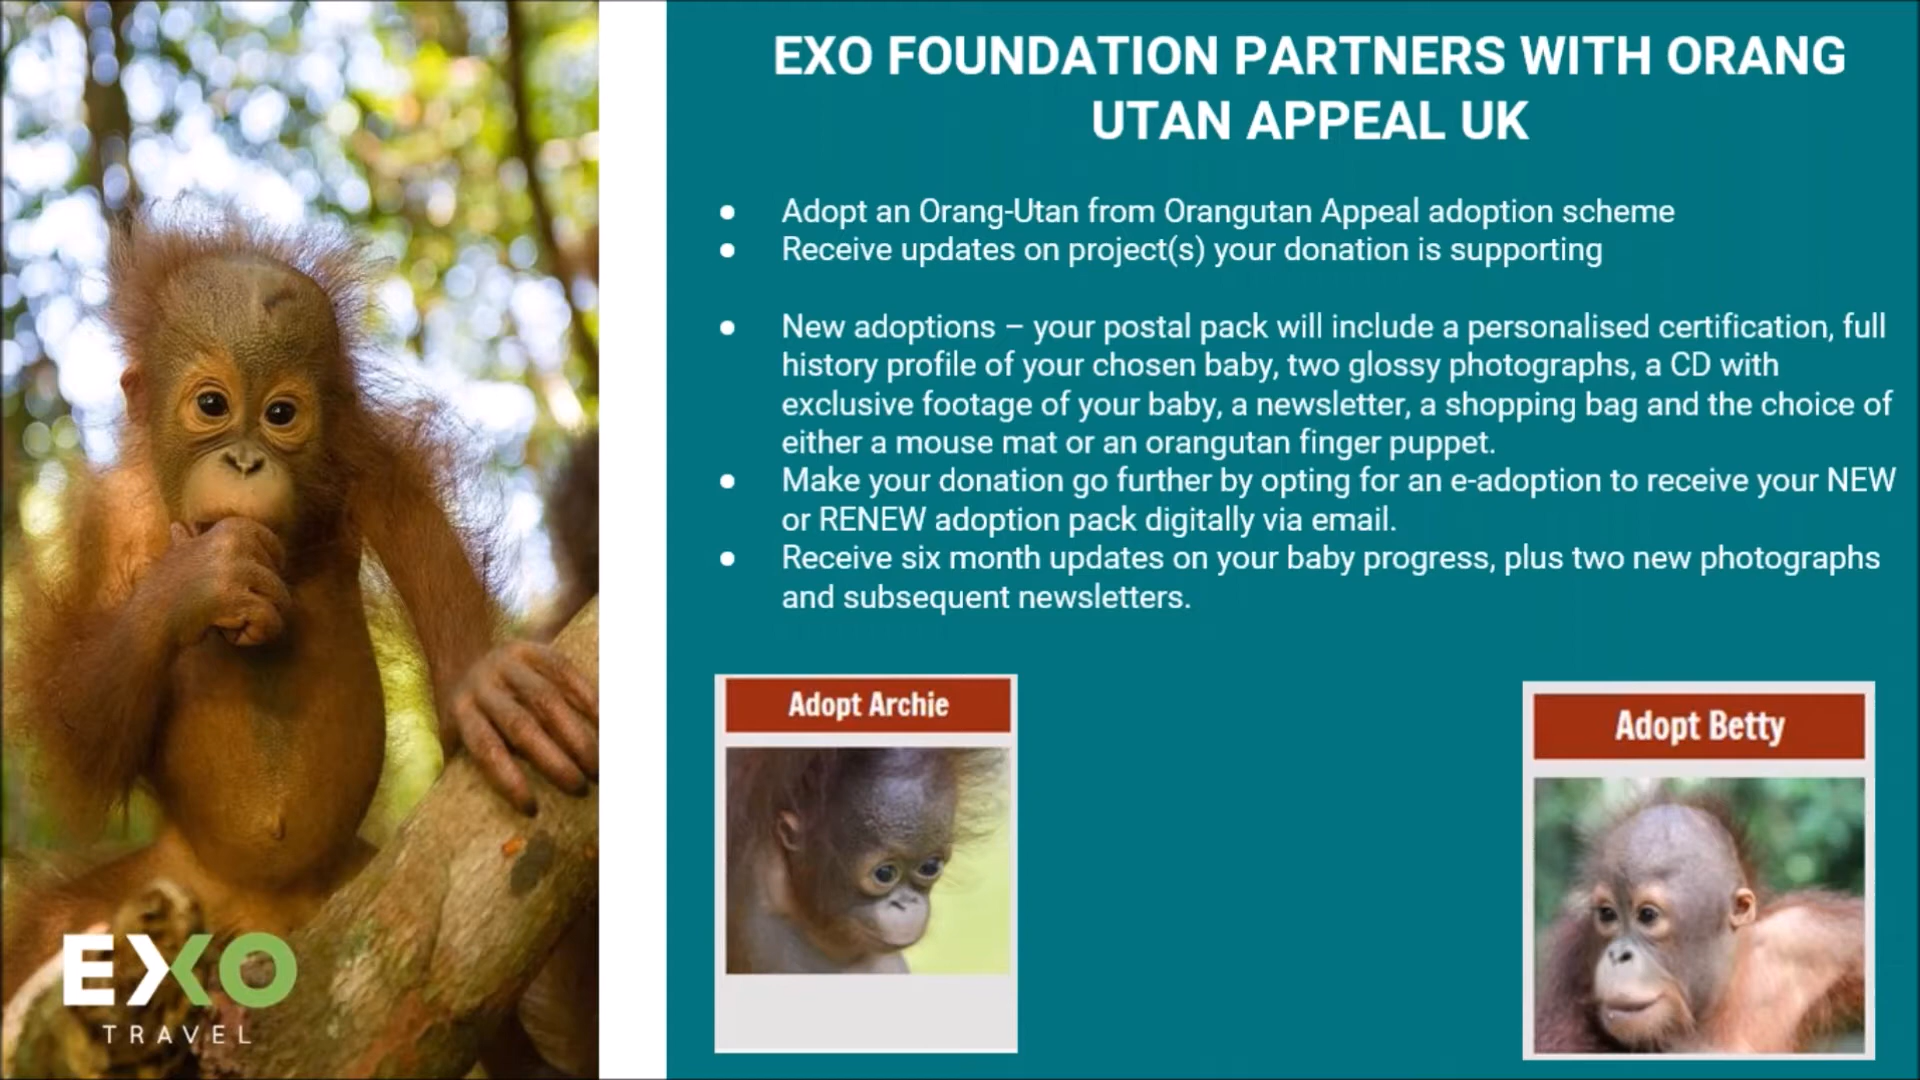 EXO FOUNDATION PARTNERS WITH ORANG
UTAN APPEAL UK
● Adopt an Orang-Utan from Orangutan Appeal adoption scheme
● Receive updates on project(s) your donation is supporting
● New adoptions – your postal pack will include a personalised certification, full
history profile of your chosen baby, two glossy photographs, a CD with
exclusive footage of your baby, a newsletter, a shopping bag and the choice of
either a mouse mat or an orangutan finger puppet.
● Make your donation go further by opting for an e-adoption to receive your NEW
or RENEW adoption pack digitally via email.
● Receive six month updates on your baby progress, plus two new photographs
and subsequent newsletters.
Adopt Archie
Adopt Betty
EXO
TRAVEL